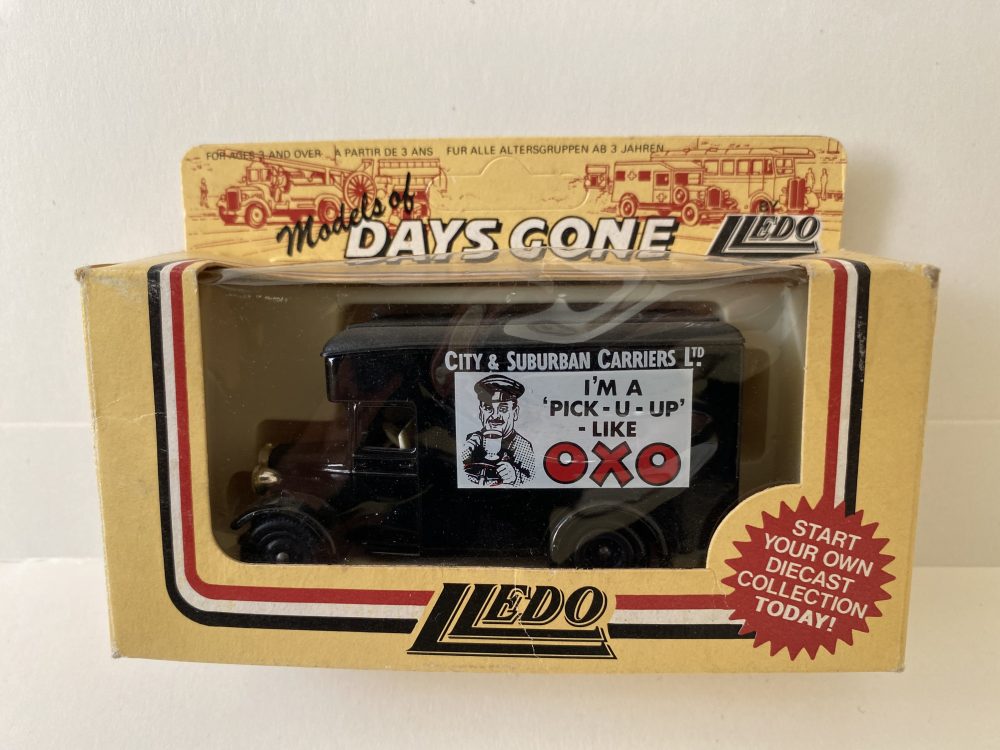 FOR AGES 3 AND OVER   A PARTIR DE 3 ANS   FUR ALLE ALTERSGRUPPEN AB 3 JAHREN
Models of
DAYS GONE
BY
LLEDO
CITY & SUBURBAN CARRIERS LTD.
I'M A
'PICK-U-UP'
- LIKE
OXO
LLEDO
START
YOUR OWN
DIECAST
COLLECTION
TODAY!